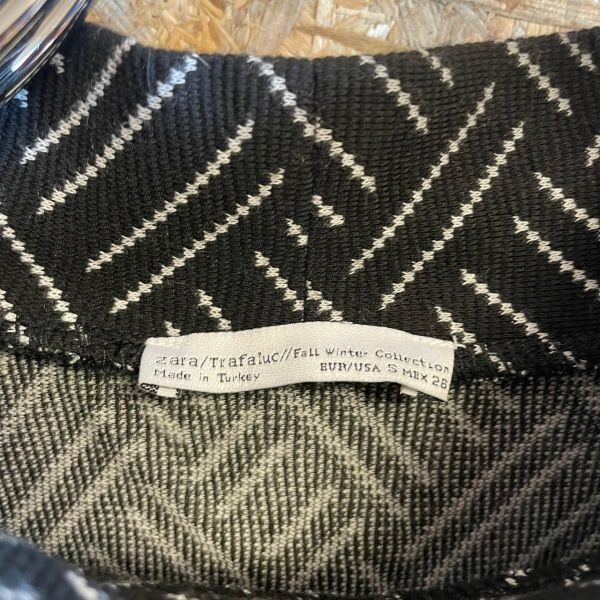 zara/Trafaluc//Fall Winter Collection
Made in Turkey EUR/USA S MEX 26